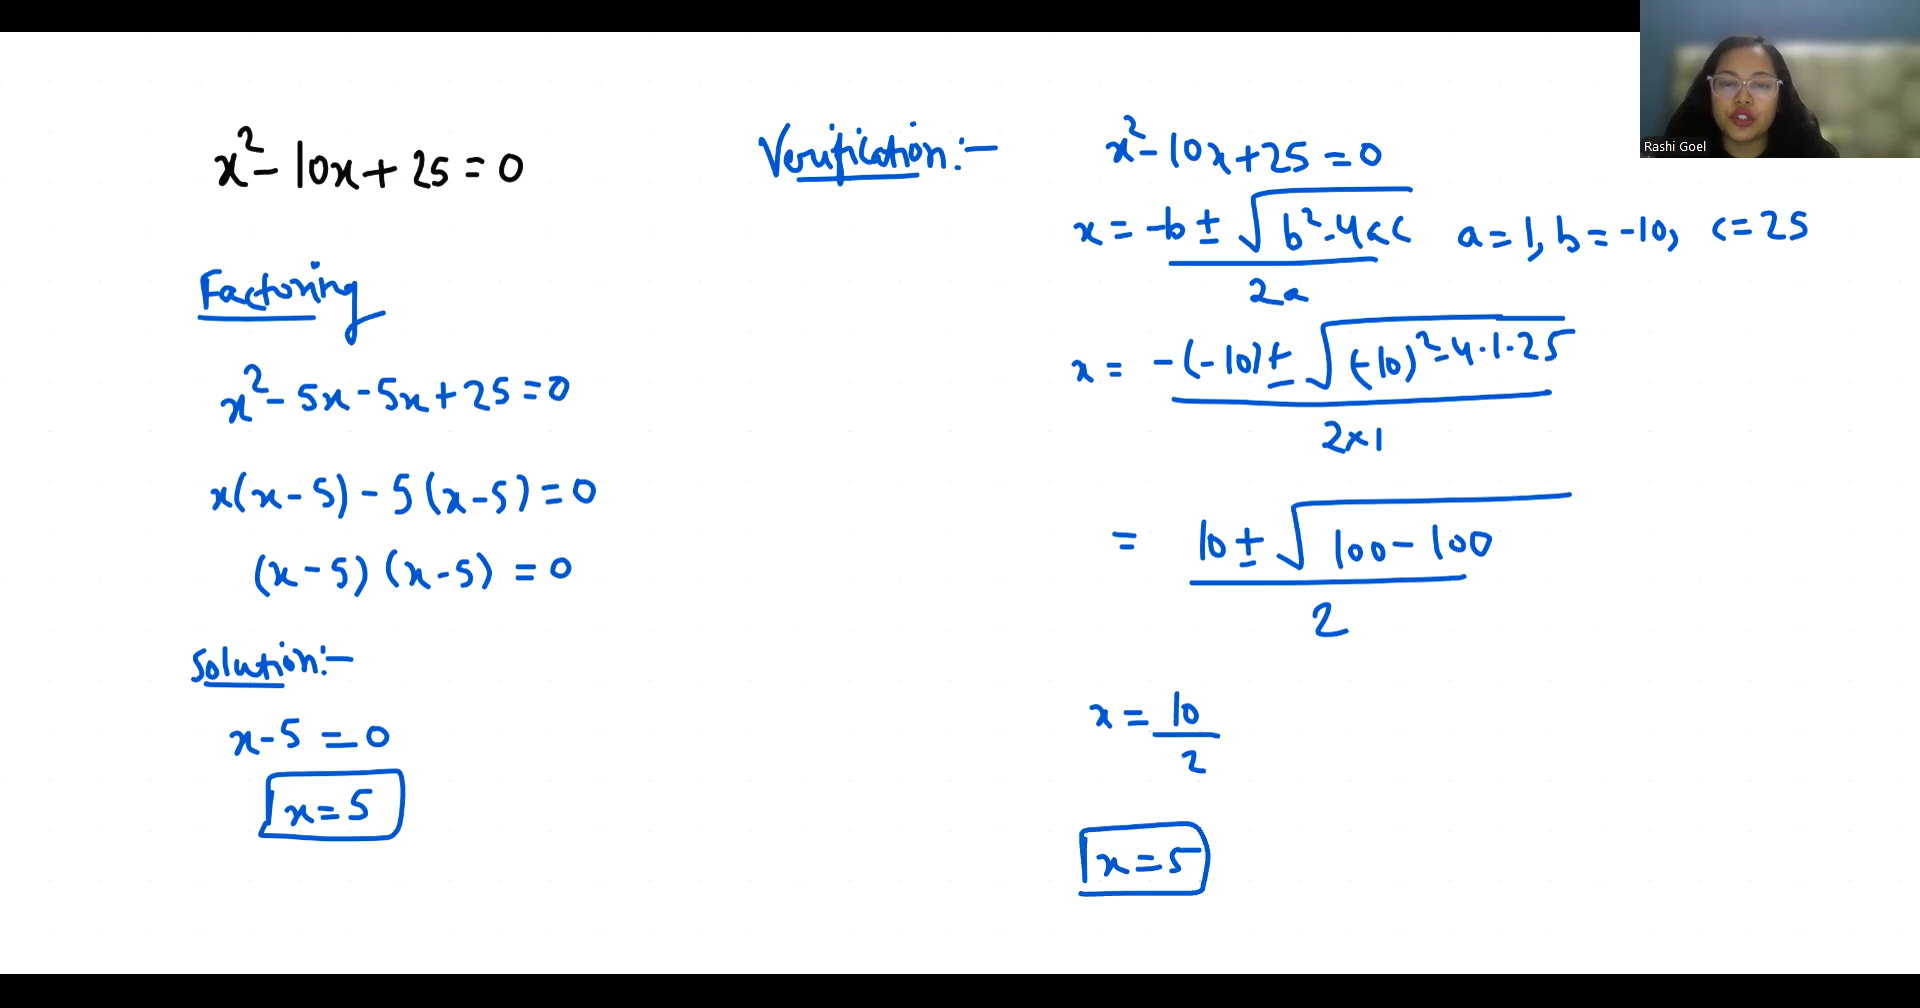 x² - 10x + 25 = 0
Factoring
x² - 5x - 5x + 25 = 0
x(x - 5) - 5(x - 5) = 0
(x - 5)(x - 5) = 0
Solution:-
x - 5 = 0
x = 5
Verification:-
x² - 10x + 25 = 0
x = (-b ± √(b² - 4ac)) / 2a a = 1, b = -10, c = 25
x = (-(-10) ± √((-10)² - 4·1·25)) / 2×1
= (10 ± √(100 - 100)) / 2
x = 10 / 2
x = 5
Rashi Goel